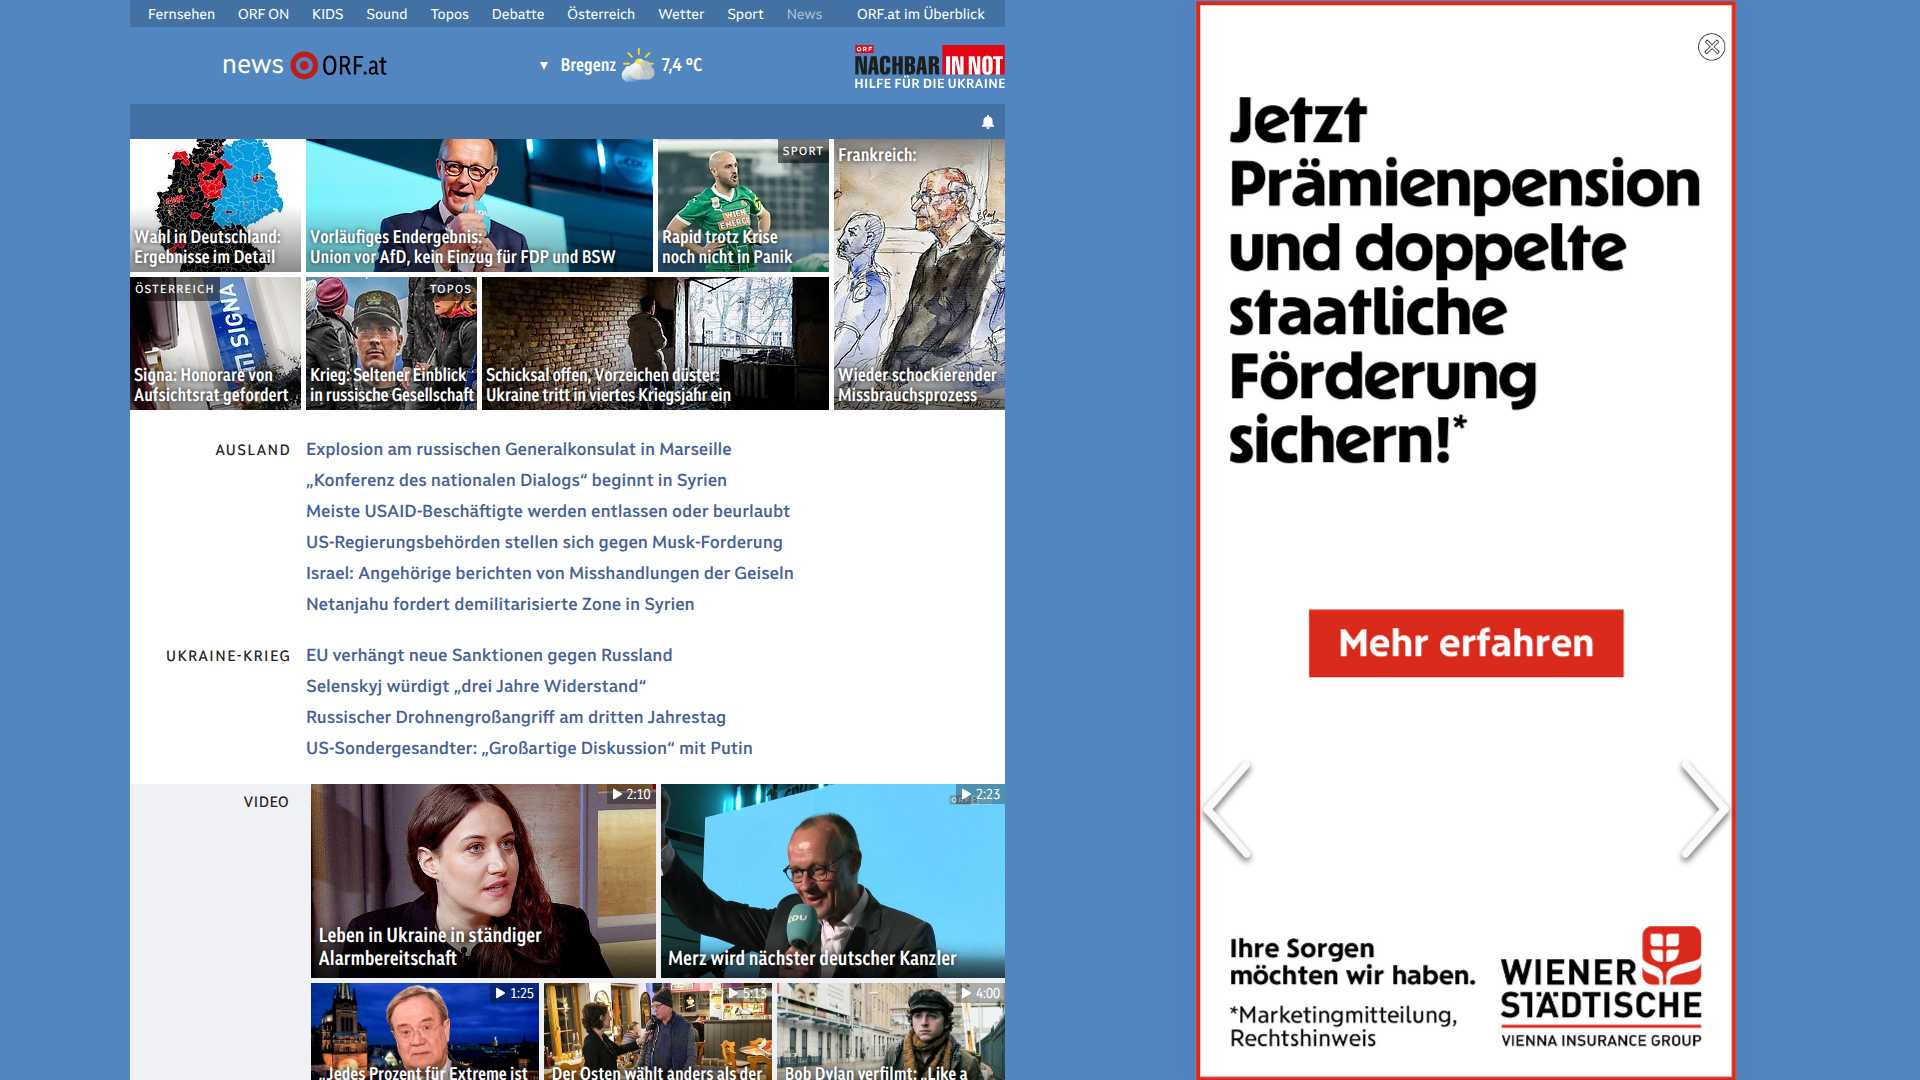 Fernsehen ORF ON KIDS Sound Topos Debatte Österreich Wetter Sport News ORF.at im Überblick
news ORF.at
▼ Bregenz 7,4 °C
ORF
NACHBAR IN NOT
HILFE FÜR DIE UKRAINE
Wahl in Deutschland:
Ergebnisse im Detail
CDU
Vorläufiges Endergebnis:
Union vor AfD, kein Einzug für FDP und BSW
SPORT
WIEN
ENERGIE
Rapid trotz Krise
noch nicht in Panik
Frankreich:
Wieder schockierender
Missbrauchsprozess
ÖSTERREICH
SIGNA
Signa: Honorare von
Aufsichtsrat gefordert
TOPOS
Krieg: Seltener Einblick
in russische Gesellschaft
Schicksal offen, Vorzeichen düster:
Ukraine tritt in viertes Kriegsjahr ein
AUSLAND
Explosion am russischen Generalkonsulat in Marseille
„Konferenz des nationalen Dialogs“ beginnt in Syrien
Meiste USAID-Beschäftigte werden entlassen oder beurlaubt
US-Regierungsbehörden stellen sich gegen Musk-Forderung
Israel: Angehörige berichten von Misshandlungen der Geiseln
Netanjahu fordert demilitarisierte Zone in Syrien
UKRAINE-KRIEG
EU verhängt neue Sanktionen gegen Russland
Selenskyj würdigt „drei Jahre Widerstand“
Russischer Drohnengroßangriff am dritten Jahrestag
US-Sondergesandter: „Großartige Diskussion“ mit Putin
VIDEO
2:10
Leben in Ukraine in ständiger
Alarmbereitschaft
2:23
CDU
Merz wird nächster deutscher Kanzler
1:25
„Jedes Prozent für Extreme ist
5:13
Der Osten wählt anders als der
4:00
Bob Dylan verfilmt: „Like a
Jetzt
Prämienpension
und doppelte
staatliche
Förderung
sichern!*
Mehr erfahren
Ihre Sorgen
möchten wir haben.
*Marketingmitteilung,
Rechtshinweis
WIENER
STÄDTISCHE
VIENNA INSURANCE GROUP